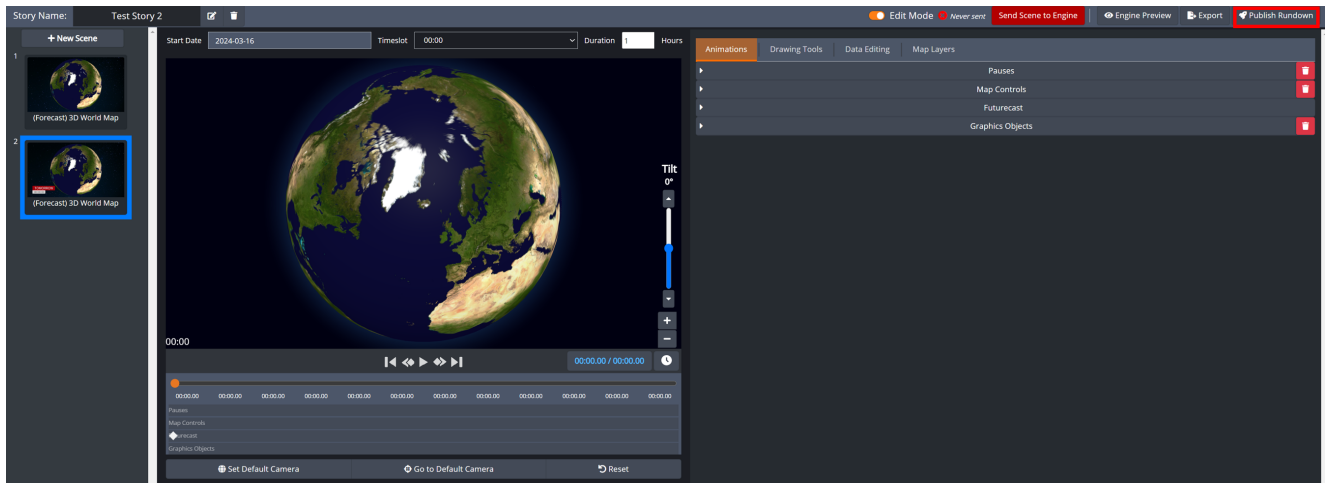 Story Name: Test Story 2 Edit Mode Never sent Send Scene to Engine Engine Preview Export Publish Rundown
+ New Scene
1
(Forecast) 3D World Map
2
(Forecast) 3D World Map
Start Date 2024-03-16 Timeslot 00:00 Duration 1 Hours
Tilt
0°
00:00
00:00.00 / 00:00.00
00:00.00 00:00.00 00:00.00 00:00.00 00:00.00 00:00.00 00:00.00 00:00.00 00:00.00 00:00.00 00:00.00 00:00.00
Pauses
Map Controls
urecast
Graphics Objects
Set Default Camera Go to Default Camera Reset
Animations Drawing Tools Data Editing Map Layers
Pauses
Map Controls
Futurecast
Graphics Objects